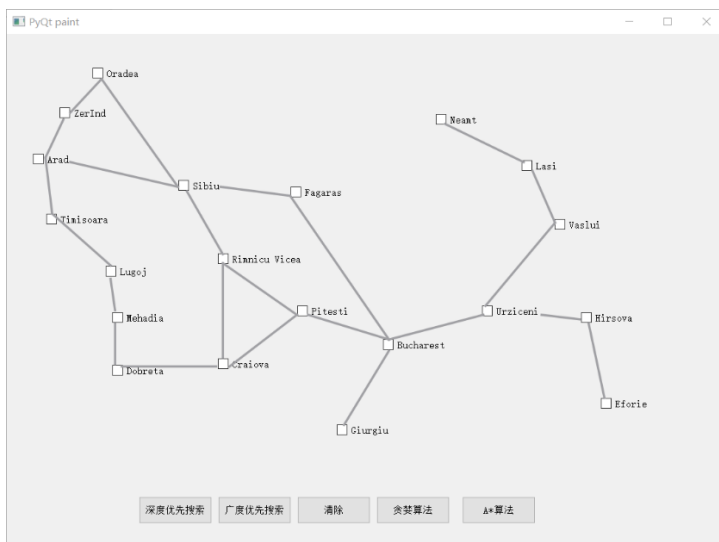 PyQt paint
Oradea
ZerInd
Neamt
Arad
Lasi
Sibiu
Fagaras
Timisoara
Vaslui
Rimnicu Vicea
Lugoj
Mehadia
Pitesti
Urziceni
Hirsova
Bucharest
Dobreta
Craiova
Eforie
Giurgiu
深度优先搜索 广度优先搜索 清除 贪婪算法 A*算法